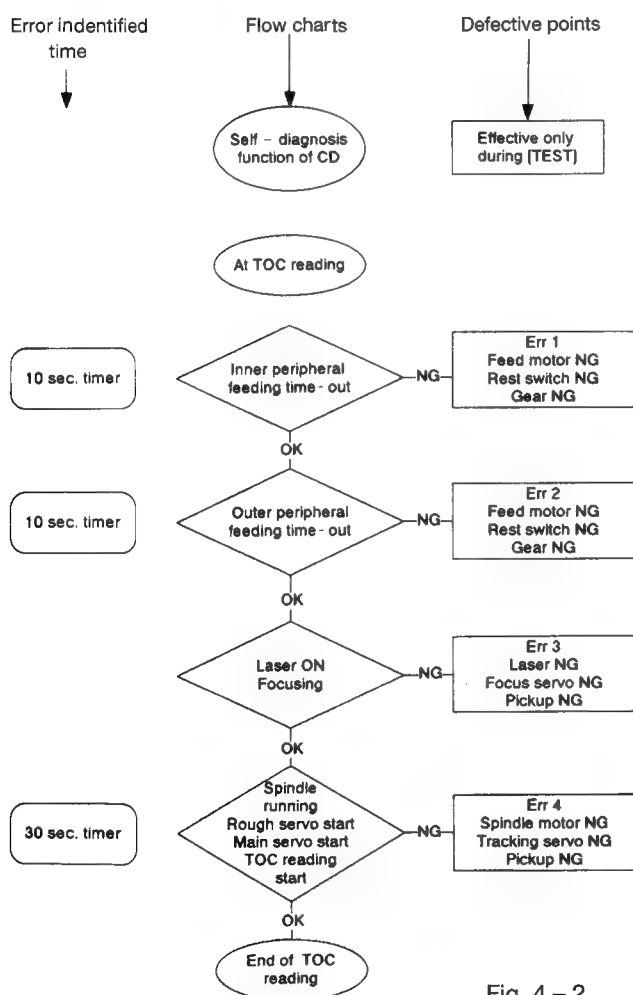 Error indentified
time
Flow charts
Defective points
Self - diagnosis
function of CD
Effective only
during [TEST]
At TOC reading
10 sec. timer
Inner peripheral
feeding time - out
NG
Err 1
Feed motor NG
Rest switch NG
Gear NG
OK
10 sec. timer
Outer peripheral
feeding time - out
NG
Err 2
Feed motor NG
Rest switch NG
Gear NG
OK
Laser ON
Focusing
NG
Err 3
Laser NG
Focus servo NG
Pickup NG
OK
30 sec. timer
Spindle
running
Rough servo start
Main servo start
TOC reading
start
NG
Err 4
Spindle motor NG
Tracking servo NG
Pickup NG
OK
End of TOC
reading
Fig. 4 - 2